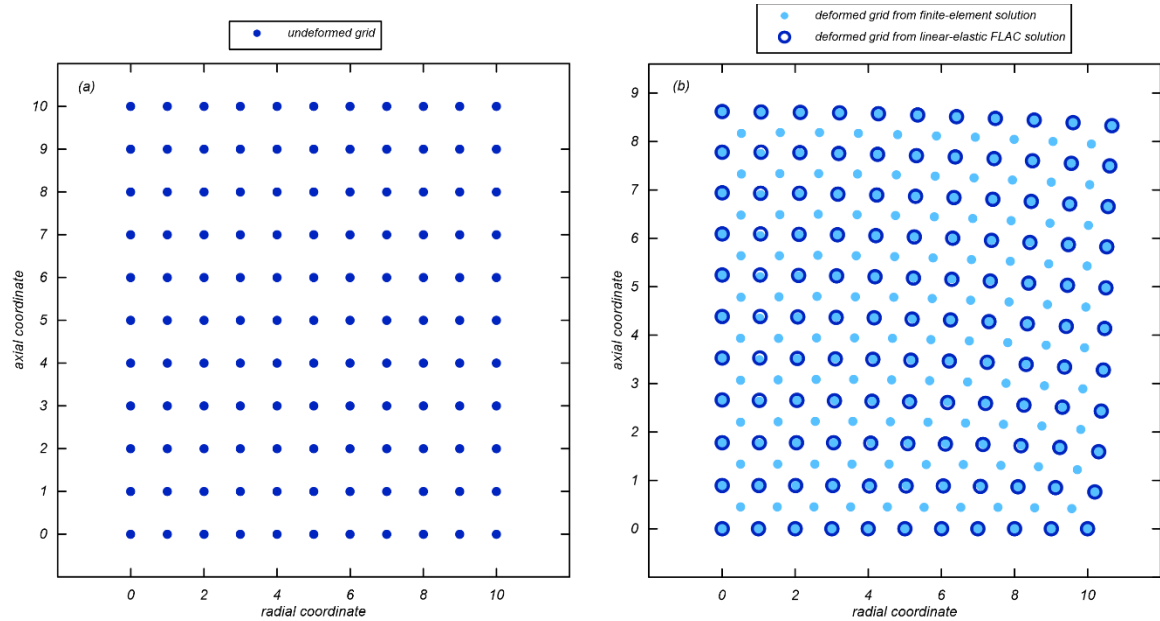 undeformed grid
(a)
10
9
8
7
6
5
4
3
2
1
0
axial coordinate
0 2 4 6 8 10
radial coordinate
deformed grid from finite-element solution
deformed grid from linear-elastic FLAC solution
(b)
9
8
7
6
5
4
3
2
1
0
axial coordinate
0 2 4 6 8 10
radial coordinate